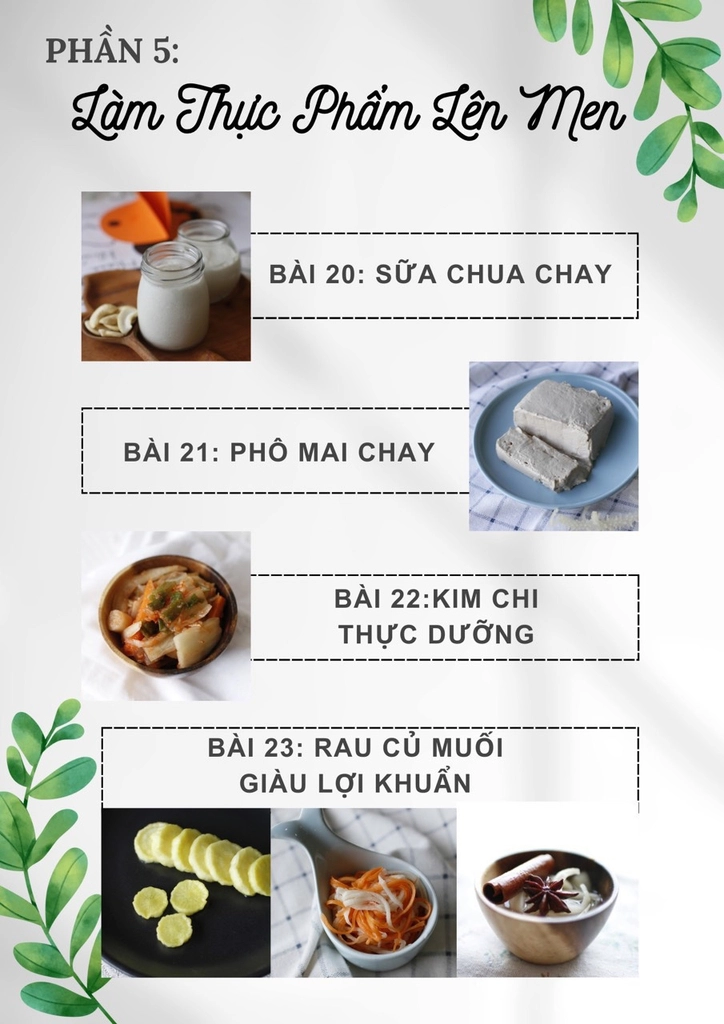 PHẦN 5:
Làm Thực Phẩm Lên Men
BÀI 20: SỮA CHUA CHAY
BÀI 21: PHÔ MAI CHAY
BÀI 22:KIM CHI
THỰC DƯỠNG
BÀI 23: RAU CỦ MUỐI
GIÀU LỢI KHUẨN